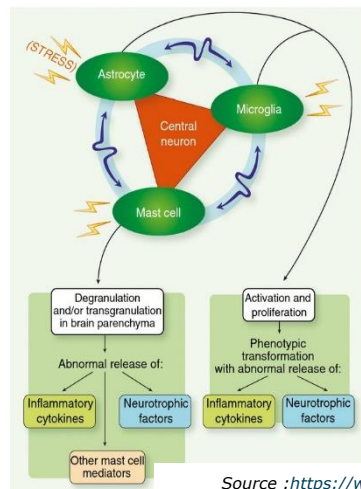 (STRESS)
Astrocyte
Microglia
Central
neuron
Mast cell
Degranulation
and/or transgranulation
in brain parenchyma
Abnormal release of:
Inflammatory
cytokines
Neurotrophic
factors
Other mast cell
mediators
Activation and
proliferation
Phenotypic
transformation
with abnormal release of:
Inflammatory
cytokines
Neurotrophic
factors
Source :https://w